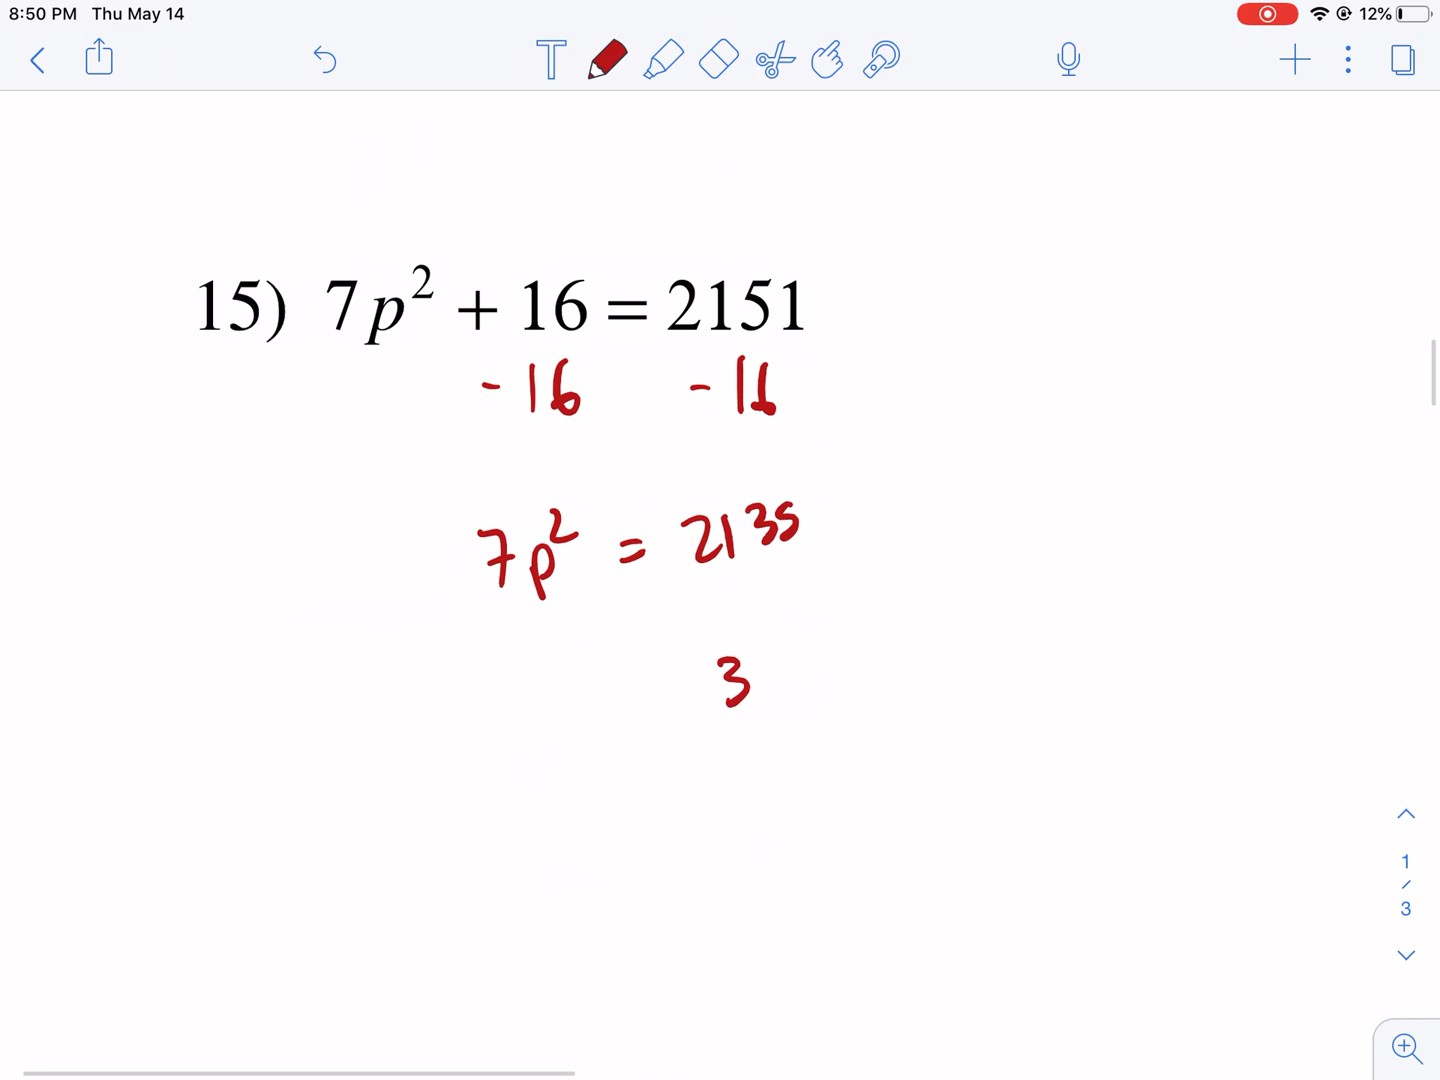 8:50 PM Thu May 14 12%
T
15) 7p² + 16 = 2151
- 16 - 16
7p² = 2135
3
1
/
3